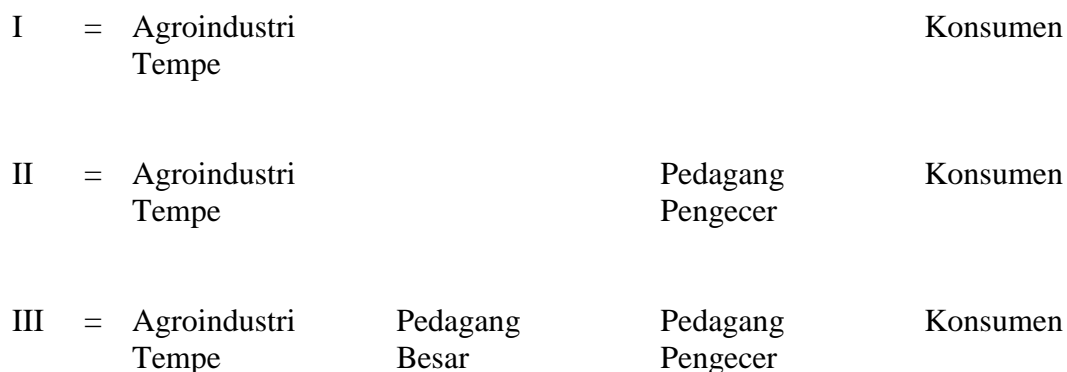 I = Agroindustri Konsumen
Tempe
II = Agroindustri Pedagang Konsumen
Tempe Pengecer
III = Agroindustri Pedagang Pedagang Konsumen
Tempe Besar Pengecer